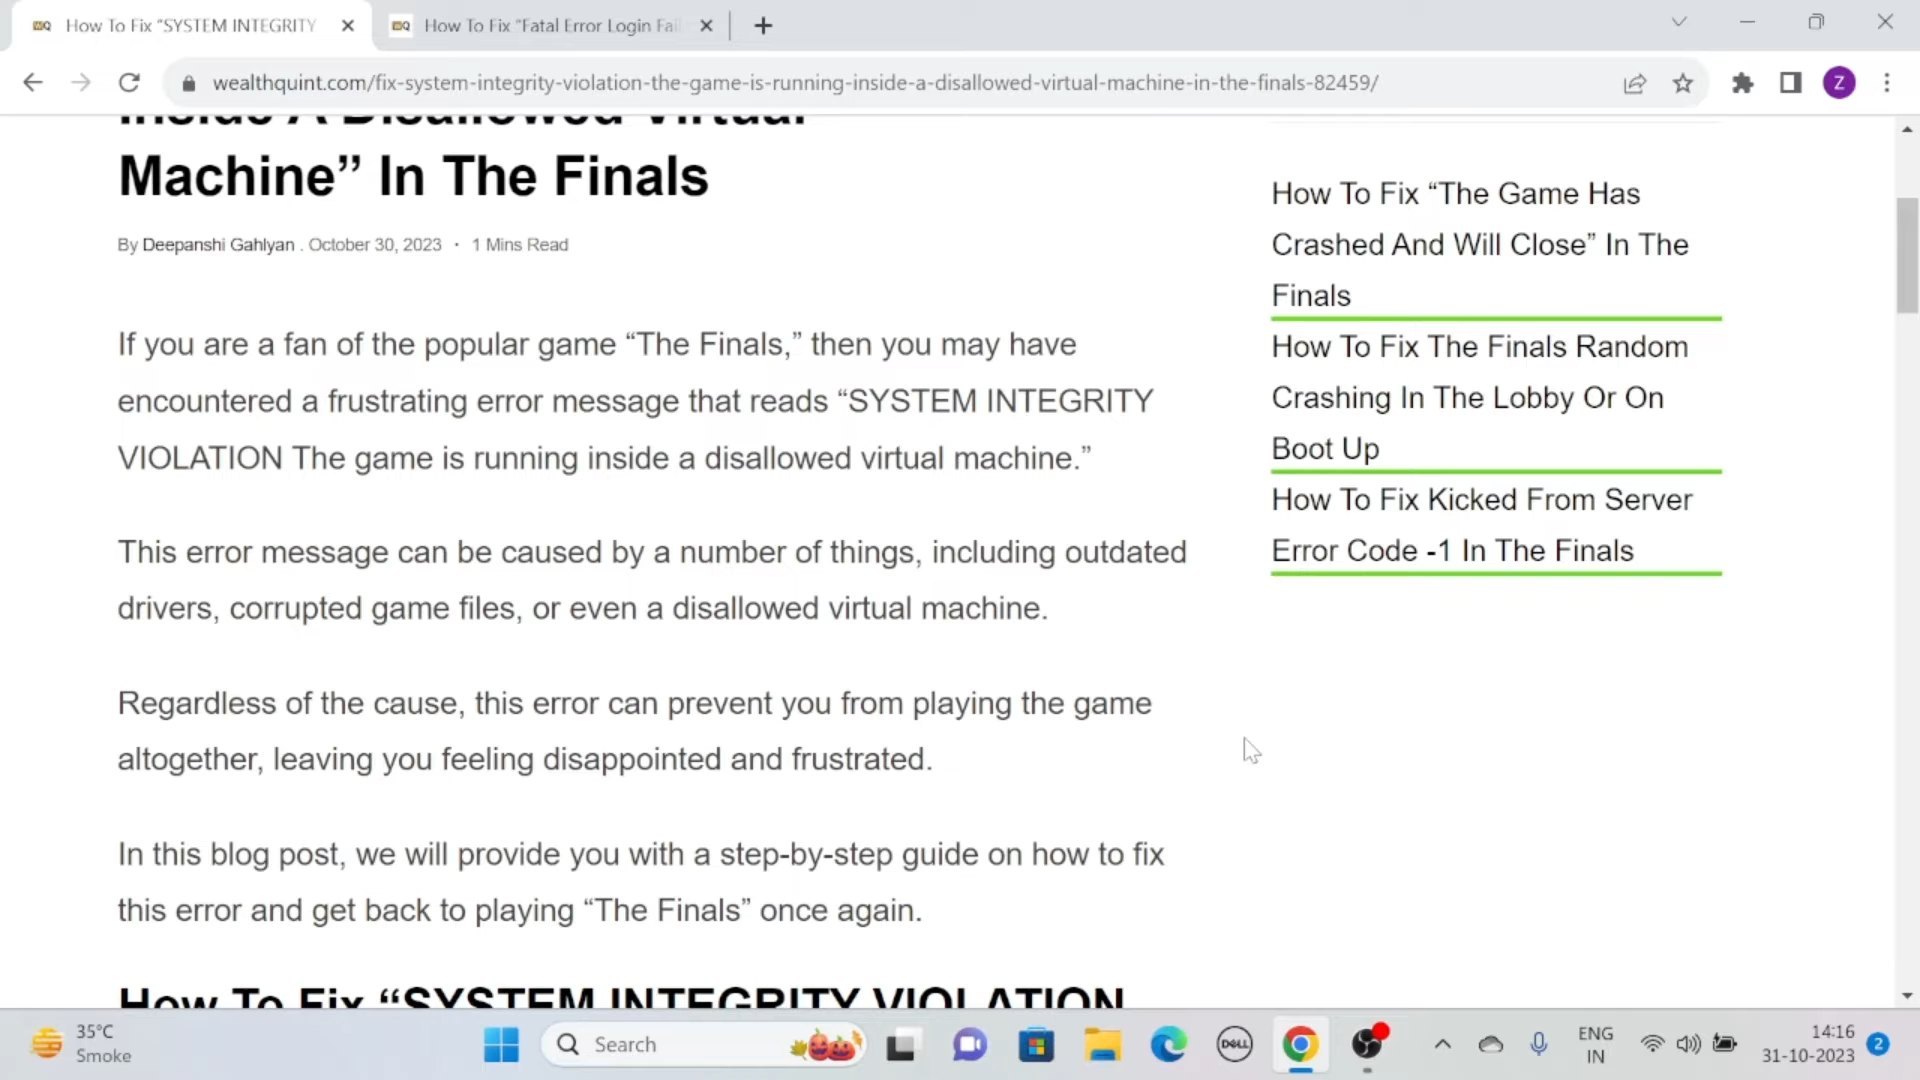 How To Fix “SYSTEM INTEGRITY
How To Fix “Fatal Error Login Fail
wealthquint.com/fix-system-integrity-violation-the-game-is-running-inside-a-disallowed-virtual-machine-in-the-finals-82459/
Z
Inside A Disallowed Virtual
Machine” In The Finals
By Deepanshi Gahlyan . October 30, 2023 · 1 Mins Read
If you are a fan of the popular game “The Finals,” then you may have
encountered a frustrating error message that reads “SYSTEM INTEGRITY
VIOLATION The game is running inside a disallowed virtual machine.”
This error message can be caused by a number of things, including outdated
drivers, corrupted game files, or even a disallowed virtual machine.
Regardless of the cause, this error can prevent you from playing the game
altogether, leaving you feeling disappointed and frustrated.
In this blog post, we will provide you with a step-by-step guide on how to fix
this error and get back to playing “The Finals” once again.
How To Fix “SYSTEM INTEGRITY VIOLATION
How To Fix “The Game Has
Crashed And Will Close” In The
Finals
How To Fix The Finals Random
Crashing In The Lobby Or On
Boot Up
How To Fix Kicked From Server
Error Code -1 In The Finals
35°C
Smoke
Search
DELL
ENG
IN
14:16
31-10-2023
2